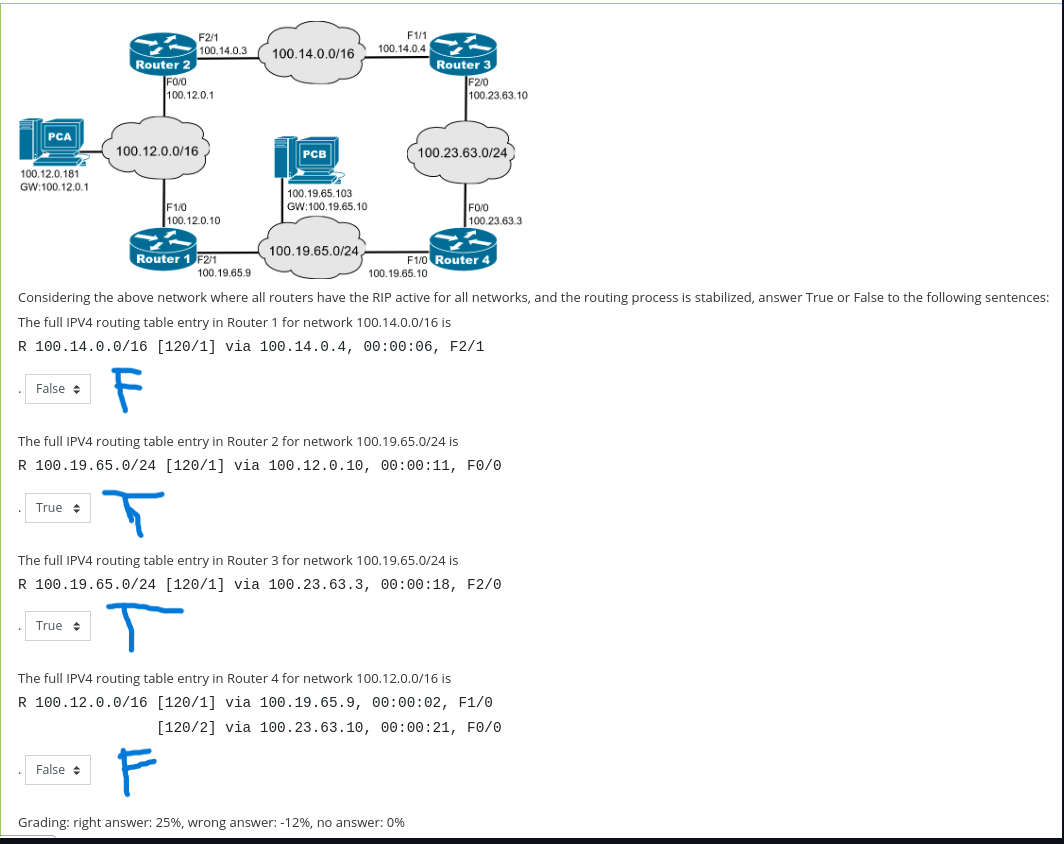 F2/1
100.14.0.3
100.14.0.0/16
F1/1
100.14.0.4
Router 2
Router 3
F0/0
100.12.0.1
F2/0
100.23.63.10
PCA
100.12.0.0/16
PCB
100.23.63.0/24
100.12.0.181
GW:100.12.0.1
100.19.65.103
GW:100.19.65.10
F1/0
100.12.0.10
F0/0
100.23.63.3
Router 1
F2/1
100.19.65.9
100.19.65.0/24
F1/0
100.19.65.10
Router 4
Considering the above network where all routers have the RIP active for all networks, and the routing process is stabilized, answer True or False to the following sentences:
The full IPV4 routing table entry in Router 1 for network 100.14.0.0/16 is
R 100.14.0.0/16 [120/1] via 100.14.0.4, 00:00:06, F2/1
. False F
The full IPV4 routing table entry in Router 2 for network 100.19.65.0/24 is
R 100.19.65.0/24 [120/1] via 100.12.0.10, 00:00:11, F0/0
. True T
The full IPV4 routing table entry in Router 3 for network 100.19.65.0/24 is
R 100.19.65.0/24 [120/1] via 100.23.63.3, 00:00:18, F2/0
. True T
The full IPV4 routing table entry in Router 4 for network 100.12.0.0/16 is
R 100.12.0.0/16 [120/1] via 100.19.65.9, 00:00:02, F1/0
[120/2] via 100.23.63.10, 00:00:21, F0/0
. False F
Grading: right answer: 25%, wrong answer: -12%, no answer: 0%